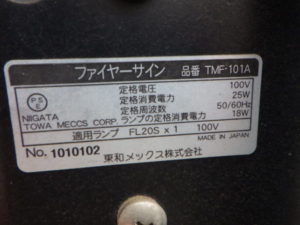 ファイヤーサイン 品番 TMF-101A
定格電圧 100V
定格消費電力 25W
定格周波数 50/60Hz
ランプの定格消費電力 18W
PSE
NIIGATA
TOWA MECCS CORP.
適用ランプ FL20S x 1 100V
No. 1010102 MADE IN JAPAN
東和メックス株式会社